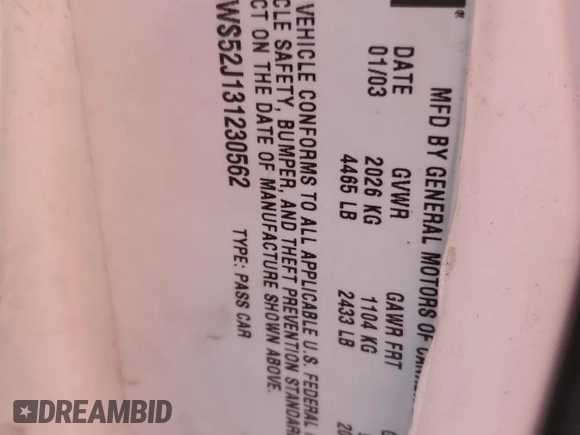 MFD BY GENERAL MOTORS OF
DATE GVWR GAWR FRT
01/03 2026 KG 1104 KG
4465 LB 2433 LB
VEHICLE CONFORMS TO ALL APPLICABLE U.S. FEDERAL
CLE SAFETY, BUMPER, AND THEFT PREVENTION STANDAR
CT ON THE DATE OF MANUFACTURE SHOWN ABOVE.
WS52J131230562 TYPE: PASS CAR
DREAMBID